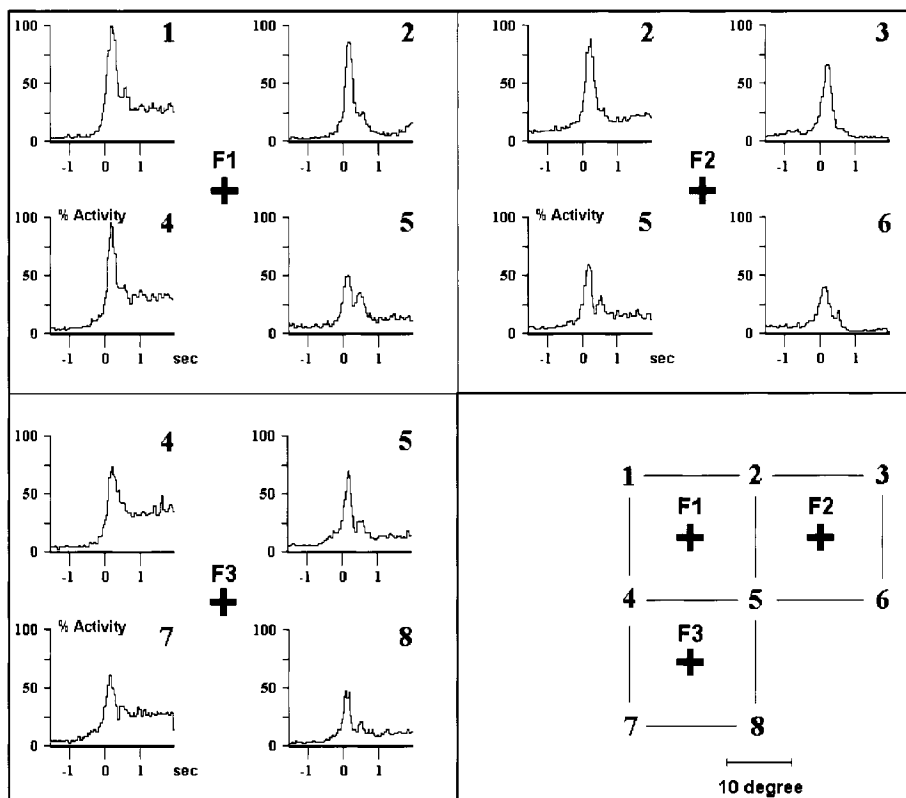 1 2 2 3
100 100 100 100
50 50 50 50
0 0 0 0
-1 0 1 -1 0 1 -1 0 1 -1 0 1
F1 F2
% Activity % Activity
4 5 5 6
100 100 100 100
50 50 50 50
0 0 0 0
-1 0 1 sec -1 0 1 -1 0 1 sec -1 0 1
4 5
100 100
50 50
0 0
-1 0 1 -1 0 1
F3
% Activity
7 8
100 100
50 50
0 0
-1 0 1 sec -1 0 1
1 2 3
F1 F2
4 5 6
F3
7 8
10 degree